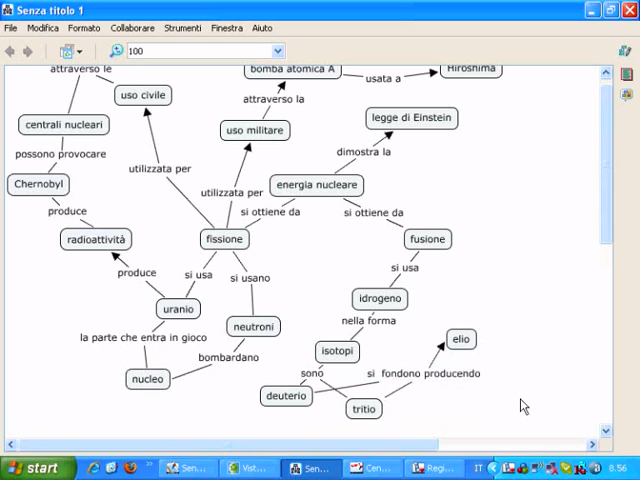 Senza titolo 1
File Modifica Formato Collaborare Strumenti Finestra Aiuto
100
attraverso le
bomba atomica A
usata a
Hiroshima
uso civile
attraverso la
centrali nucleari
uso militare
legge di Einstein
possono provocare
dimostra la
utilizzata per
Chernobyl
utilizzata per
energia nucleare
produce
si ottiene da
si ottiene da
radioattività
fissione
fusione
produce
si usa
si usano
si usa
uranio
idrogeno
nella forma
neutroni
la parte che entra in gioco
elio
bombardano
isotopi
nucleo
sono
si fondono producendo
deuterio
tritio
start
Sen...
Vist...
Sen...
Cen...
Regi...
IT
8.56